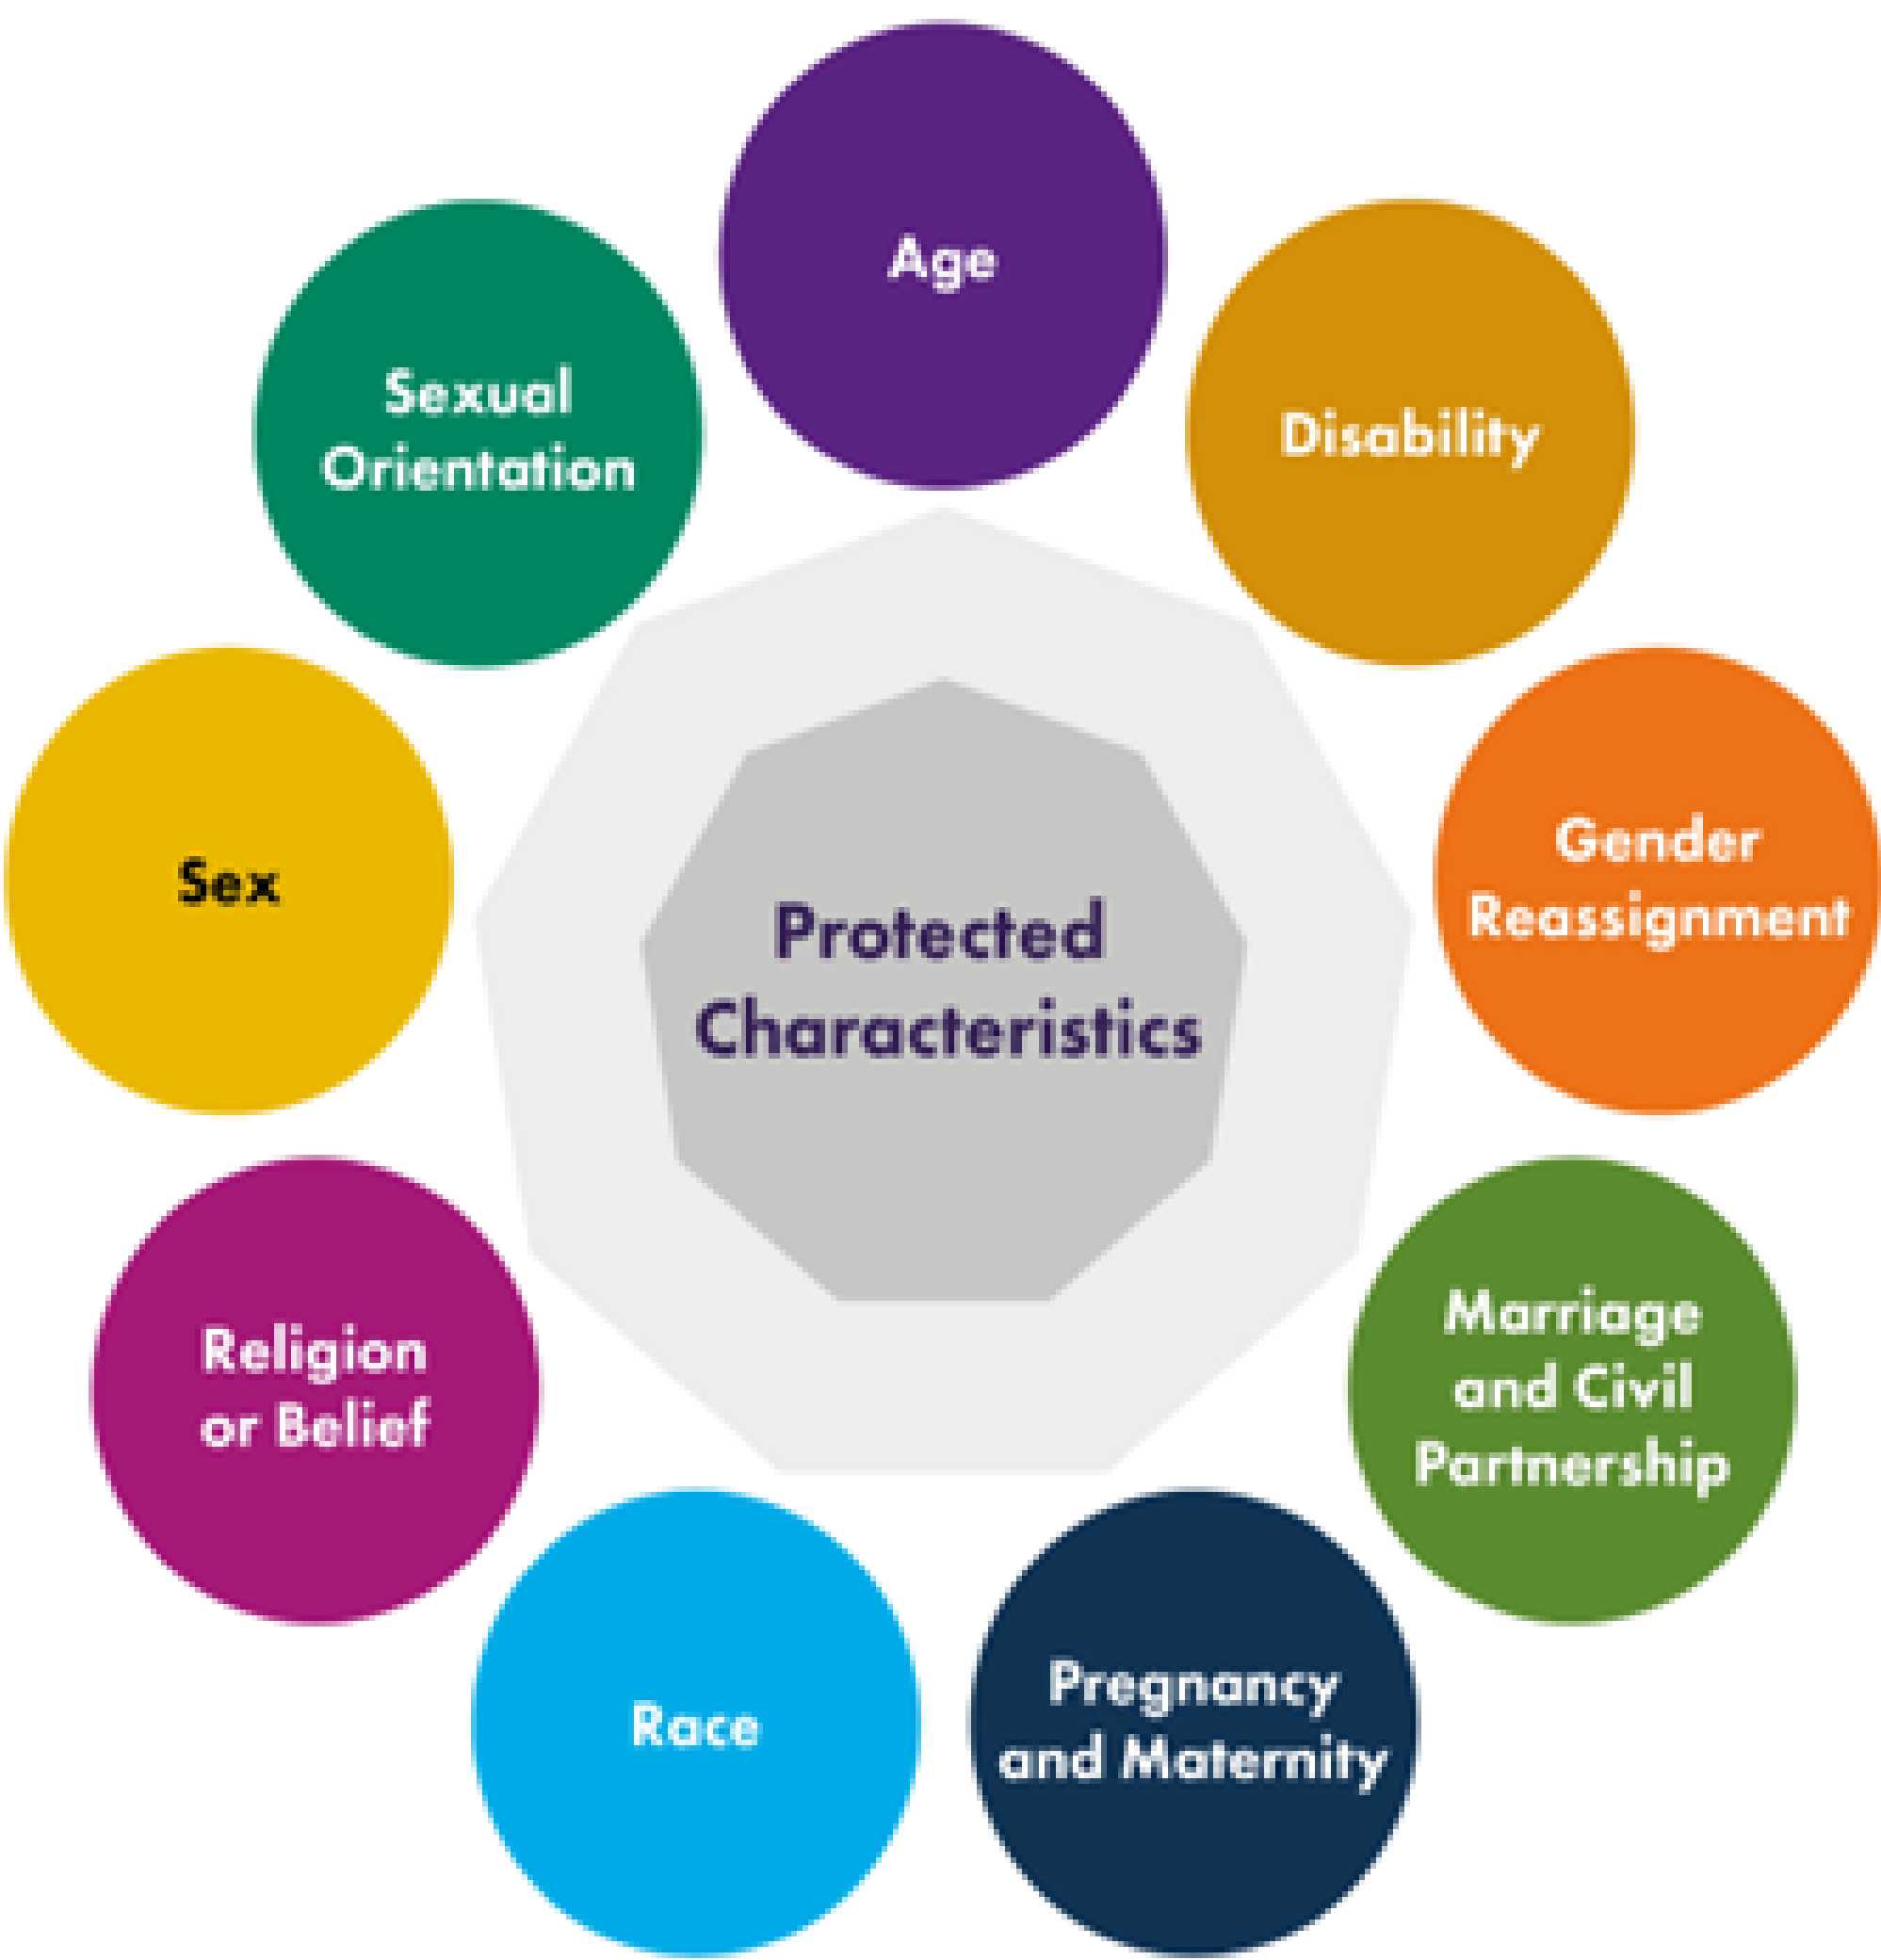 Age
Disability
Gender
Reassignment
Marriage
and Civil
Partnership
Pregnancy
and Maternity
Race
Religion
or Belief
Sex
Sexual
Orientation
Protected
Characteristics